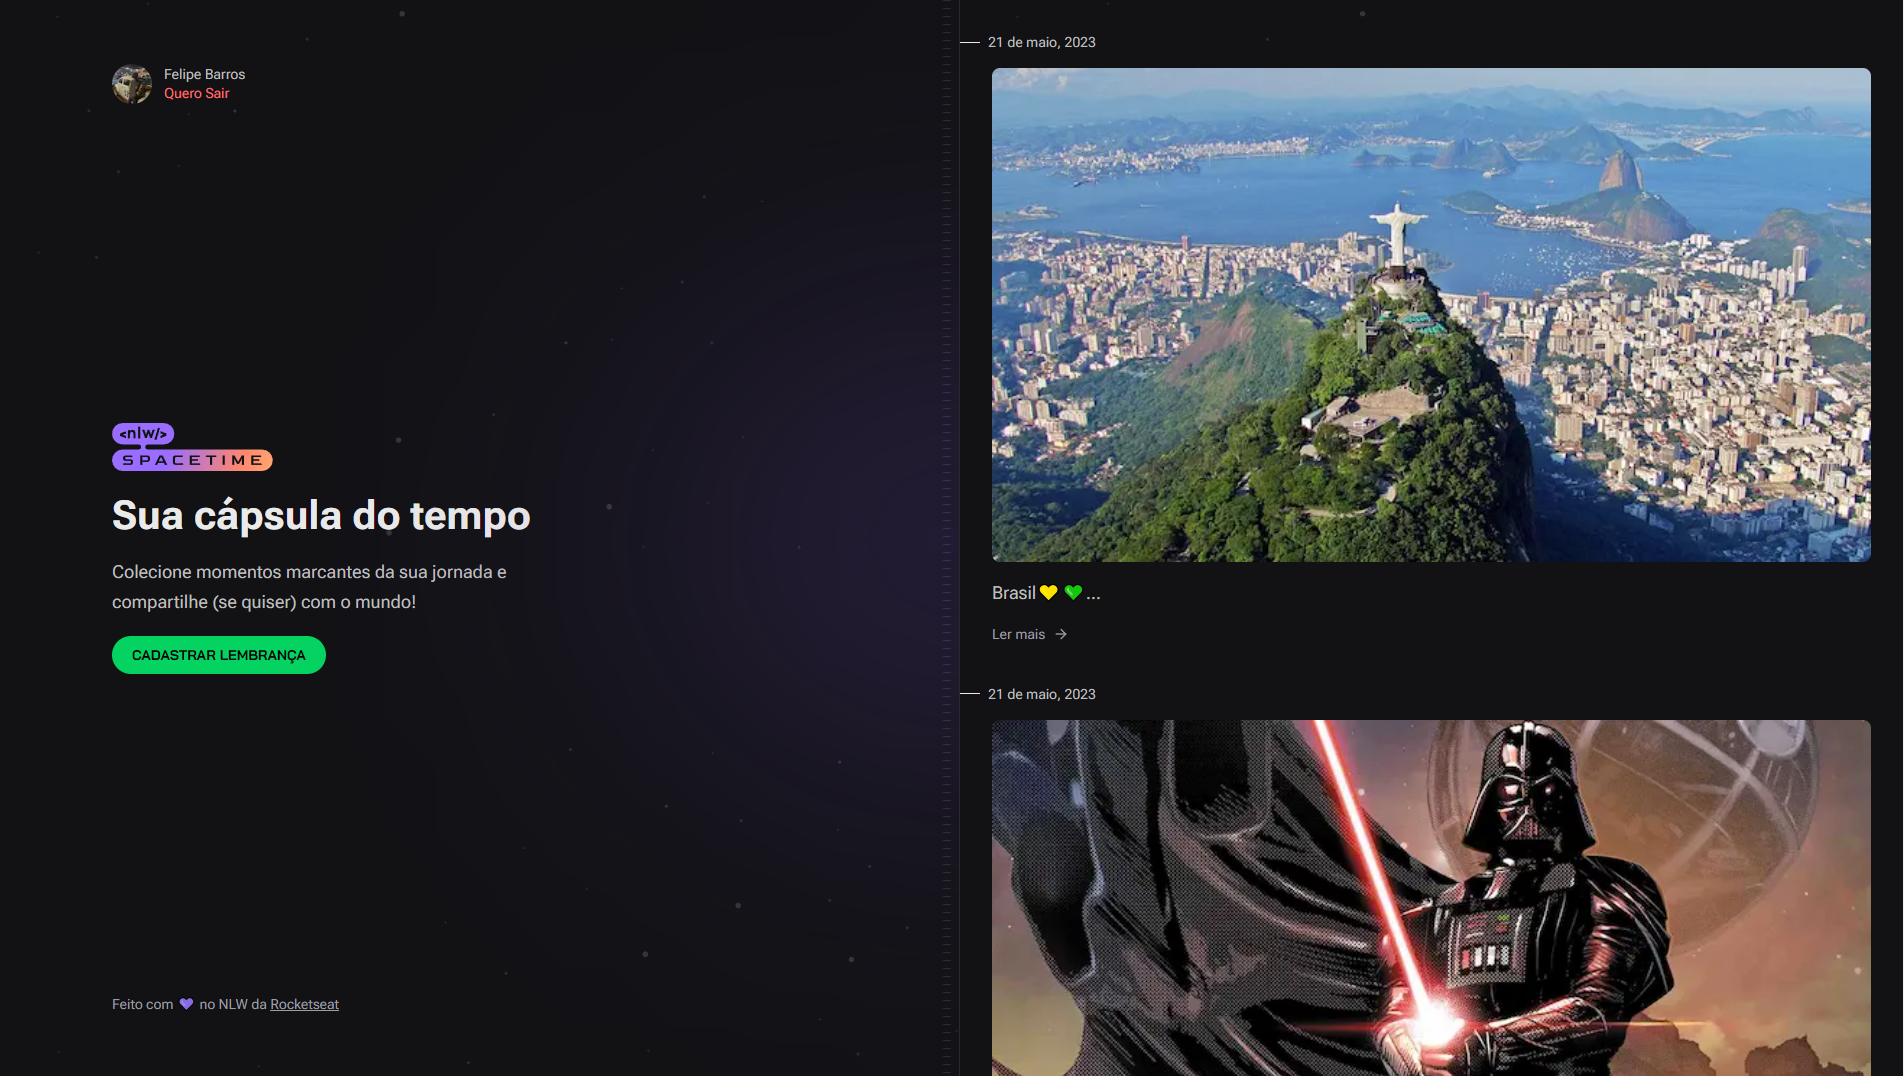 Felipe Barros
Quero Sair
<nlw/>
SPACETIME
Sua cápsula do tempo
Colecione momentos marcantes da sua jornada e
compartilhe (se quiser) com o mundo!
CADASTRAR LEMBRANÇA
Feito com 💜 no NLW da Rocketseat
21 de maio, 2023
Brasil 💛 💚 ...
Ler mais →
21 de maio, 2023